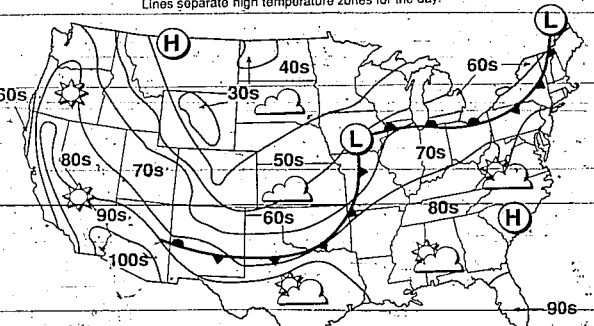 Lines separate high temperature zones for the day.
L
H
40s
60s
60s
30s
L
50s
70s
80s
70s
60s
80s
90s
H
100s
90s